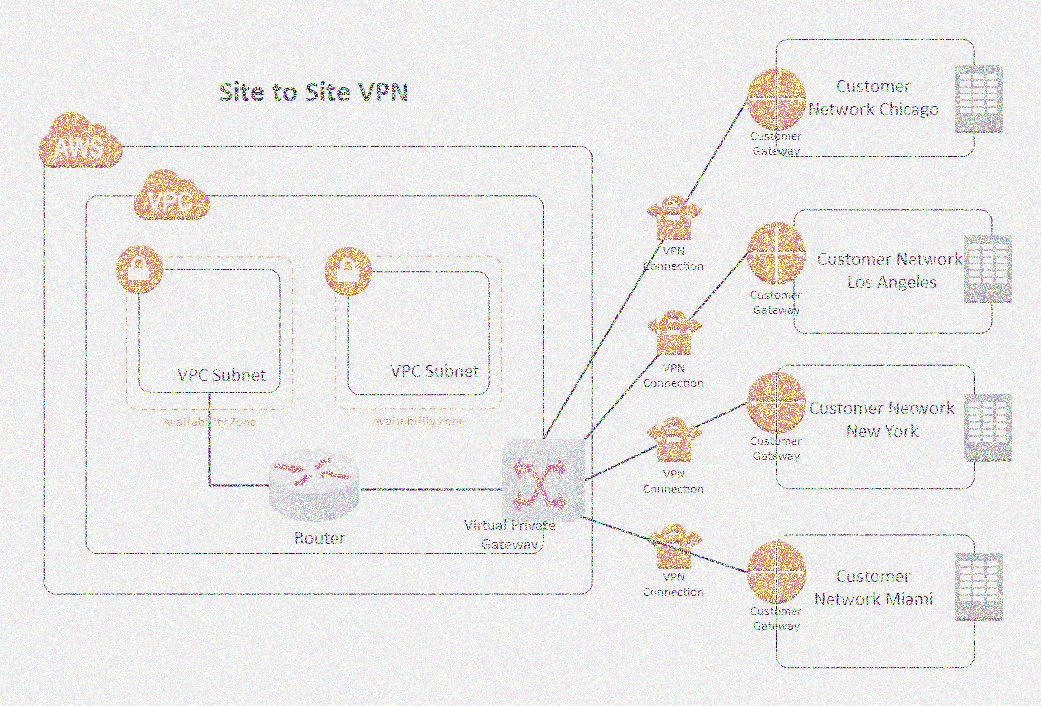 Site to Site VPN
AWS
VPC
VPC Subnet
Availability Zone
VPC Subnet
Availability Zone
Router
Virtual Private
Gateway
VPN
Connection
VPN
Connection
VPN
Connection
VPN
Connection
Customer
Gateway
Customer
Network Chicago
Customer
Gateway
Customer Network
Los Angeles
Customer
Gateway
Customer Network
New York
Customer
Gateway
Customer
Network Miami